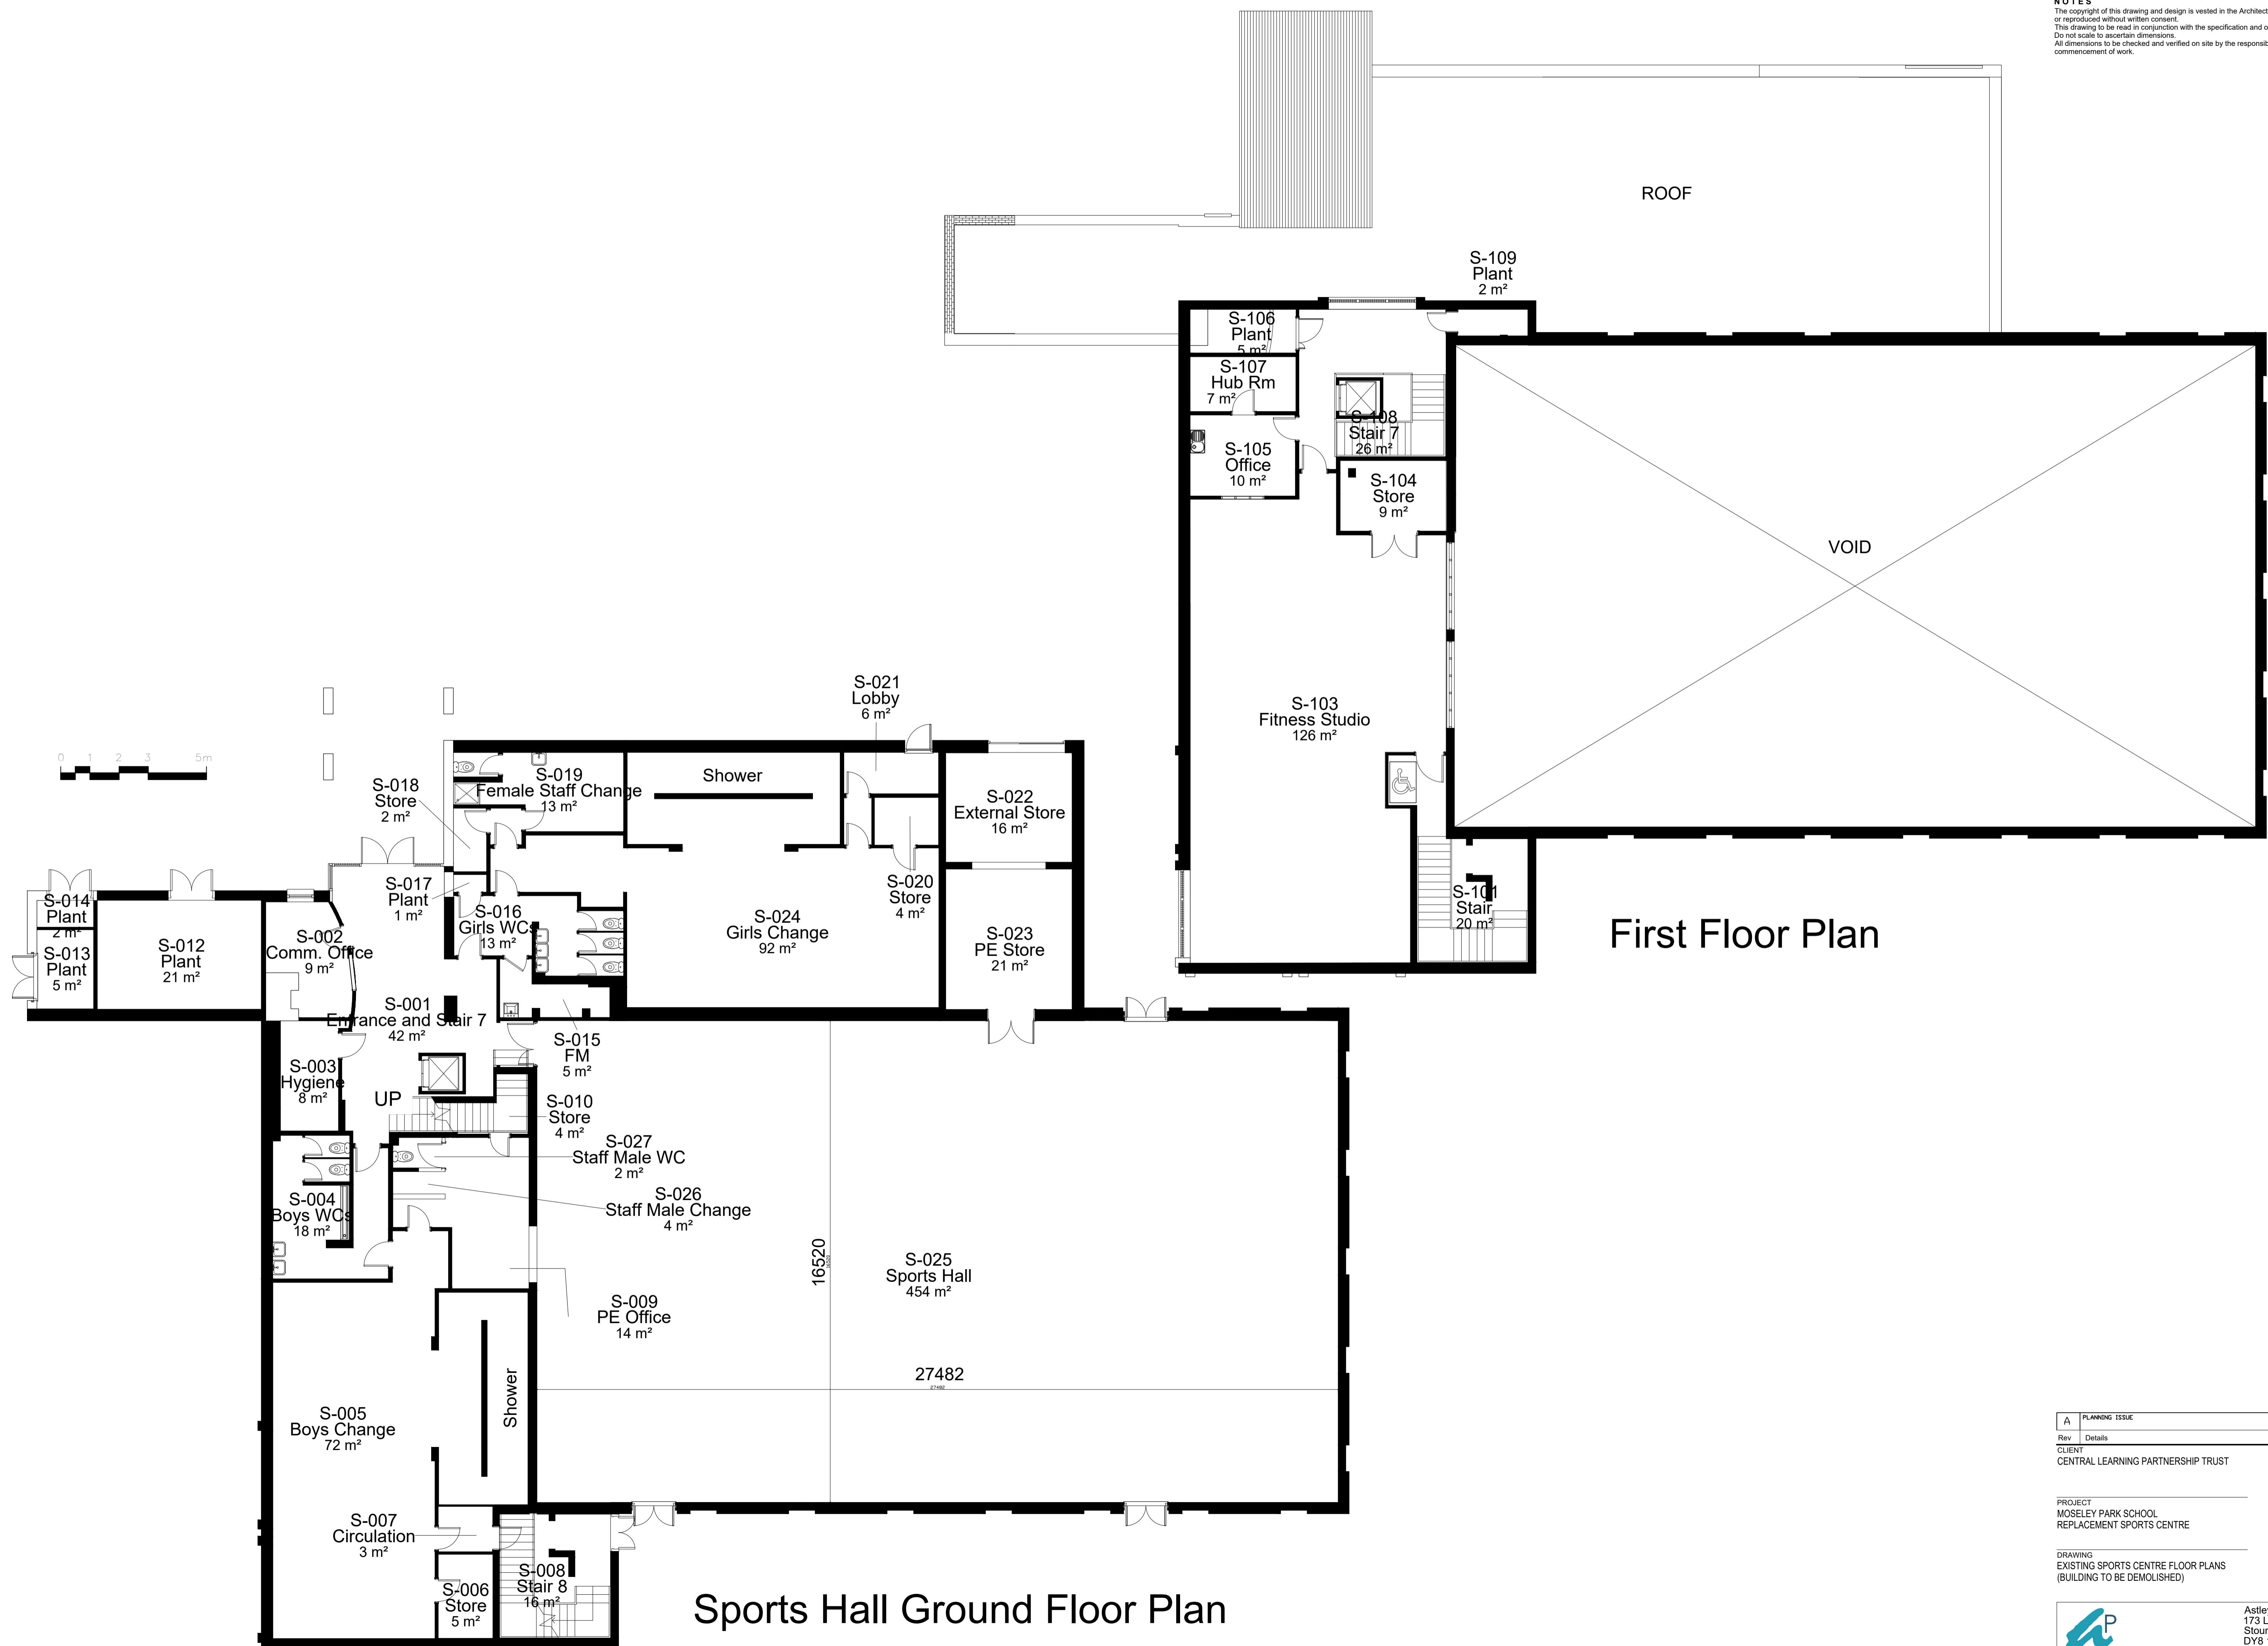 NOTES
The copyright of this drawing and design is vested in the Architect
or reproduced without written consent.
This drawing to be read in conjunction with the specification and
Do not scale to ascertain dimensions.
All dimensions to be checked and verified on site by the
commencement of work.
ROOF
S-109
Plant
2 m²
S-106
Plant
5 m²
S-107
Hub Rm
7 m²
S-108
Stair 7
26 m²
S-105
Office
10 m²
S-104
Store
9 m²
VOID
S-103
Fitness Studio
126 m²
S-101
Stair
20 m²
First Floor Plan
0 1 2 3 5m
S-021
Lobby
6 m²
S-018
Store
2 m²
S-019
Female Staff Change
13 m²
Shower
S-022
External Store
16 m²
S-017
Plant
1 m²
S-020
Store
4 m²
S-014
Plant
2 m²
S-013
Plant
5 m²
S-012
Plant
21 m²
S-002
Comm. Office
9 m²
S-016
Girls WCs
13 m²
S-024
Girls Change
92 m²
S-023
PE Store
21 m²
S-001
Entrance and Stair 7
42 m²
S-015
FM
5 m²
S-003
Hygiene
8 m²
UP
S-010
Store
4 m²
S-027
Staff Male WC
2 m²
S-026
Staff Male Change
4 m²
S-004
Boys WCs
18 m²
16520
16520
S-025
Sports Hall
454 m²
S-009
PE Office
14 m²
27482
27482
Shower
S-005
Boys Change
72 m²
S-007
Circulation
3 m²
S-006
Store
5 m²
S-008
Stair 8
16 m²
Sports Hall Ground Floor Plan
A PLANNING ISSUE
Rev Details
CLIENT
CENTRAL LEARNING PARTNERSHIP TRUST
PROJECT
MOSELEY PARK SCHOOL
REPLACEMENT SPORTS CENTRE
DRAWING
EXISTING SPORTS CENTRE FLOOR PLANS
(BUILDING TO BE DEMOLISHED)
P
173
DY8